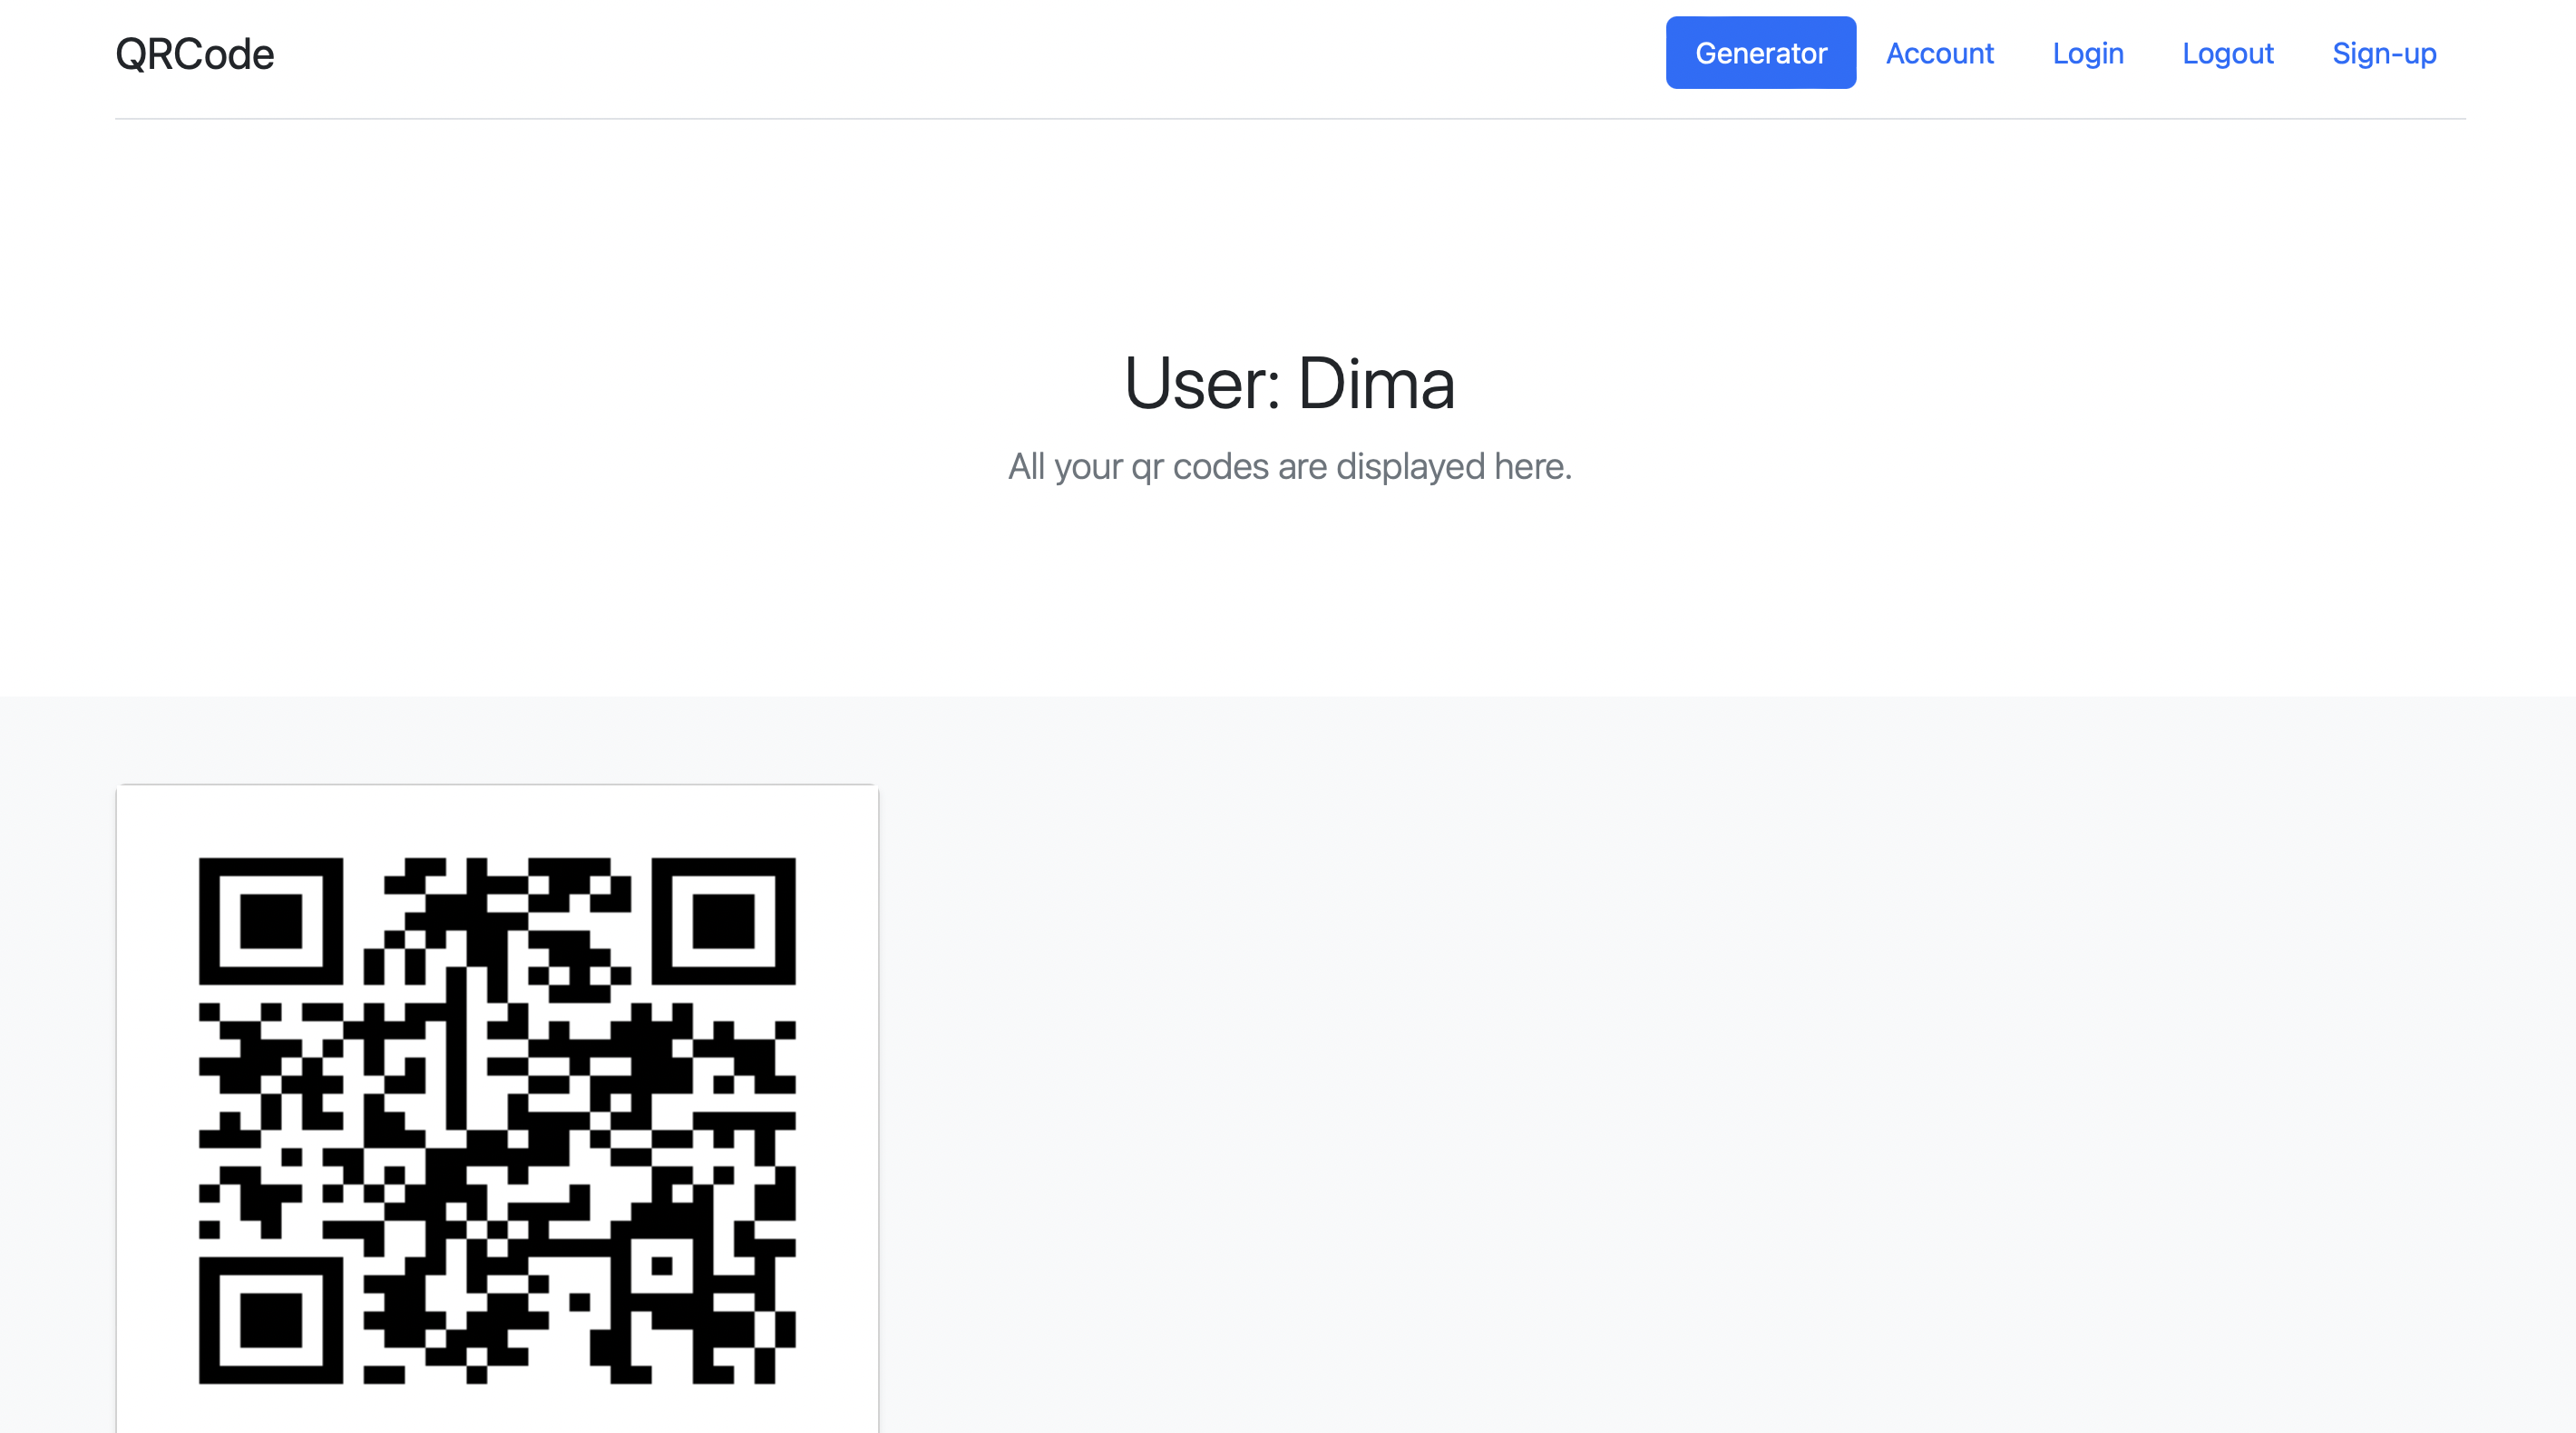 QRCode
Generator Account Login Logout Sign-up
User: Dima
All your qr codes are displayed here.